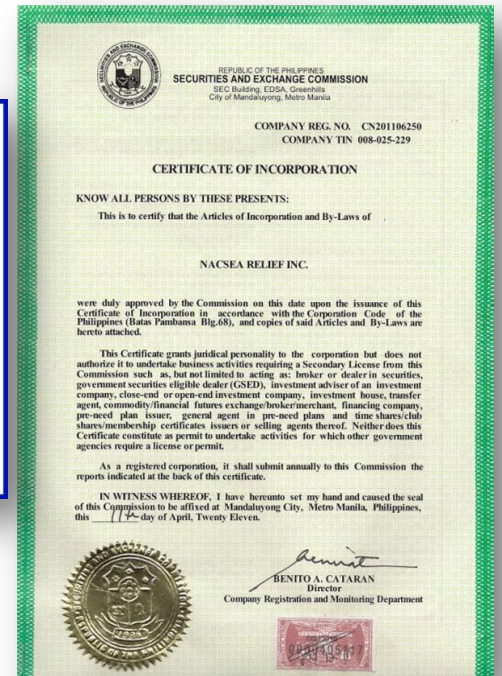 REPUBLIC OF THE PHILIPPINES
SECURITIES AND EXCHANGE COMMISSION
SEC Building, EDSA, Greenhills
City of Mandaluyong, Metro Manila
COMPANY REG. NO. CN201106250
COMPANY TIN 008-025-229
CERTIFICATE OF INCORPORATION
KNOW ALL PERSONS BY THESE PRESENTS:
This is to certify that the Articles of Incorporation and By-Laws of
NACSEA RELIEF INC.
were duly approved by the Commission on this date upon the issuance of this
Certificate of Incorporation in accordance with the Corporation Code of the
Philippines (Batas Pambansa Blg.68), and copies of said Articles and By-Laws are
hereto attached.
This Certificate grants juridical personality to the corporation but does not
authorize it to undertake business activities requiring a Secondary License from this
Commission such as, but not limited to acting as: broker or dealer in securities,
government securities eligible dealer (GSED), investment adviser of an investment
company, close-end or open-end investment company, investment house, transfer
agent, commodity/financial futures exchange/broker/merchant, financing company,
pre-need plan issuer, general agent in pre-need plans and time shares/club
shares/membership certificates issuers or selling agents thereof. Neither does this
Certificate constitute as permit to undertake activities for which other government
agencies require a license or permit.
As a registered corporation, it shall submit annually to this Commission the
reports indicated at the back of this certificate.
IN WITNESS WHEREOF, I have hereunto set my hand and caused the seal
of this Commission to be affixed at Mandaluyong City, Metro Manila, Philippines,
this 11th day of April, Twenty Eleven.
BENITO A. CATARAN
Director
Company Registration and Monitoring Department